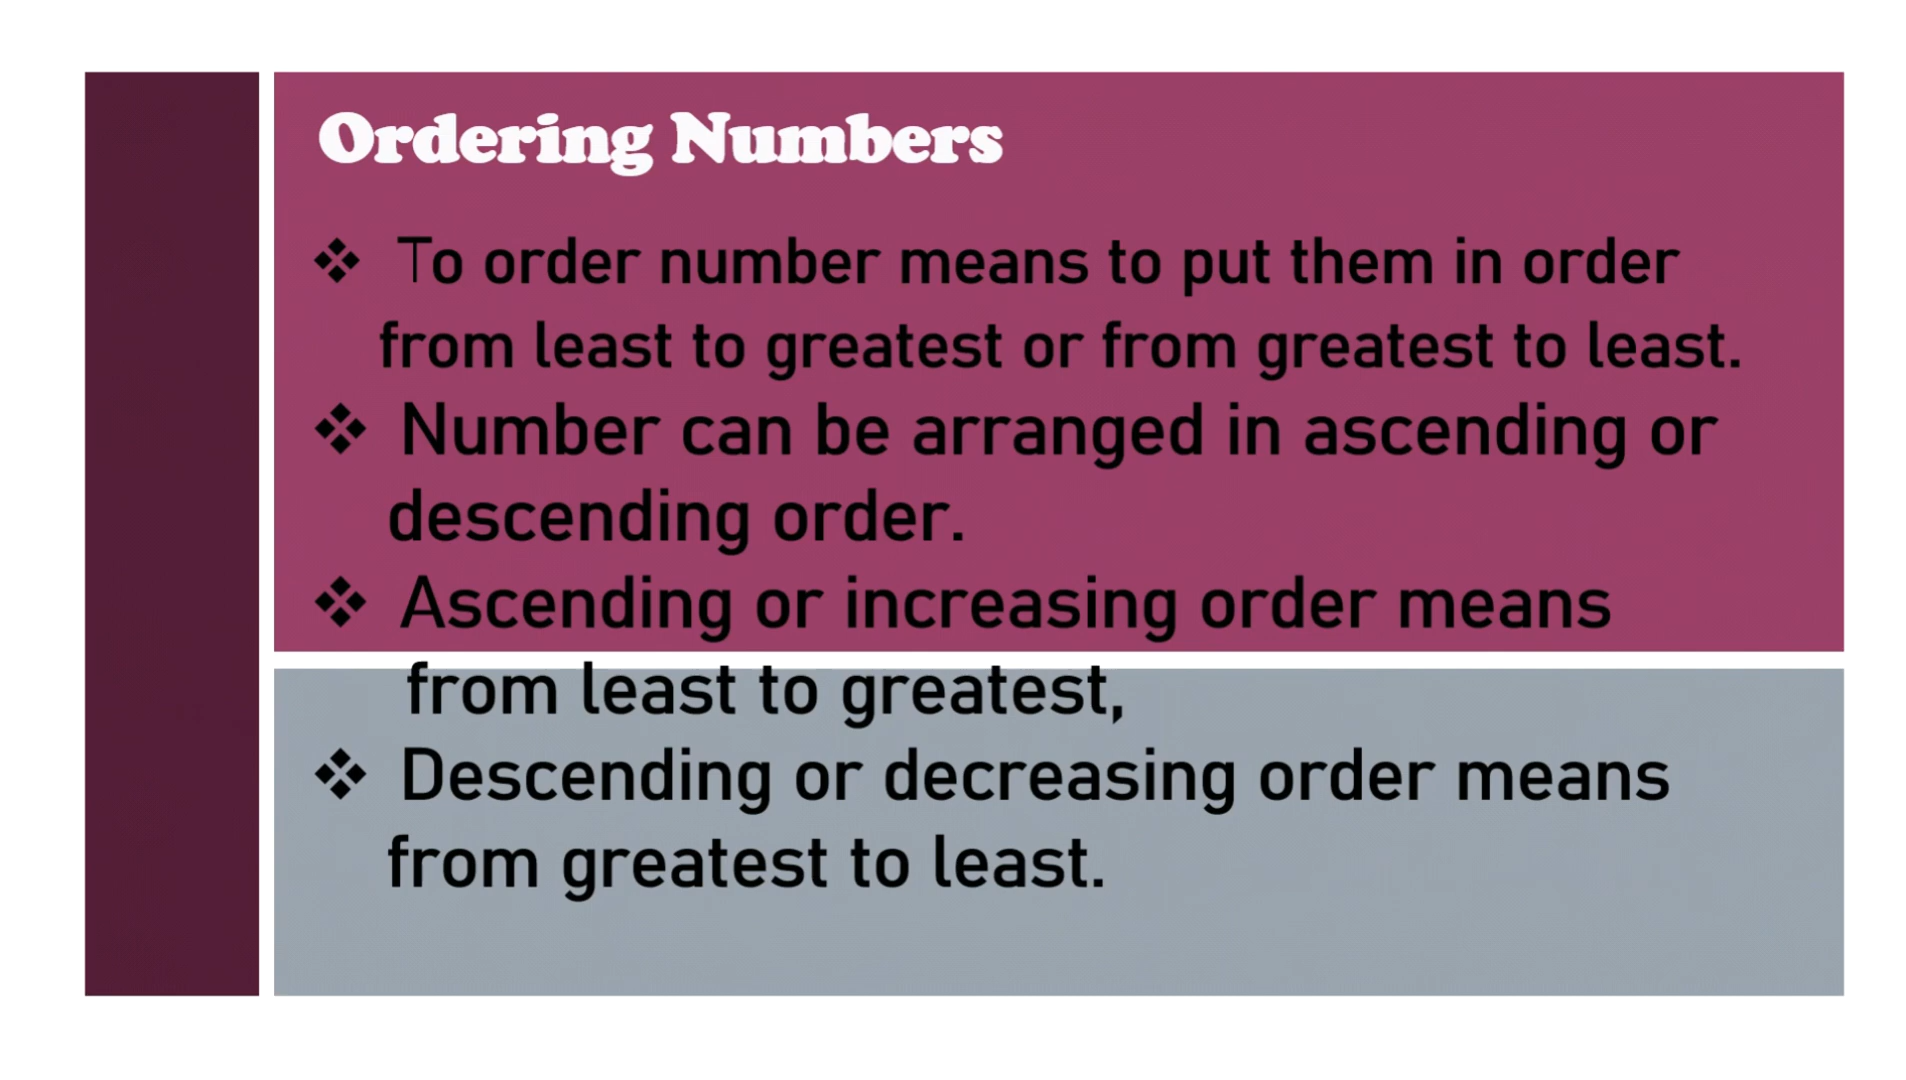 Ordering Numbers
❖ To order number means to put them in order
from least to greatest or from greatest to least.
❖ Number can be arranged in ascending or
descending order.
❖ Ascending or increasing order means
from least to greatest,
❖ Descending or decreasing order means
from greatest to least.